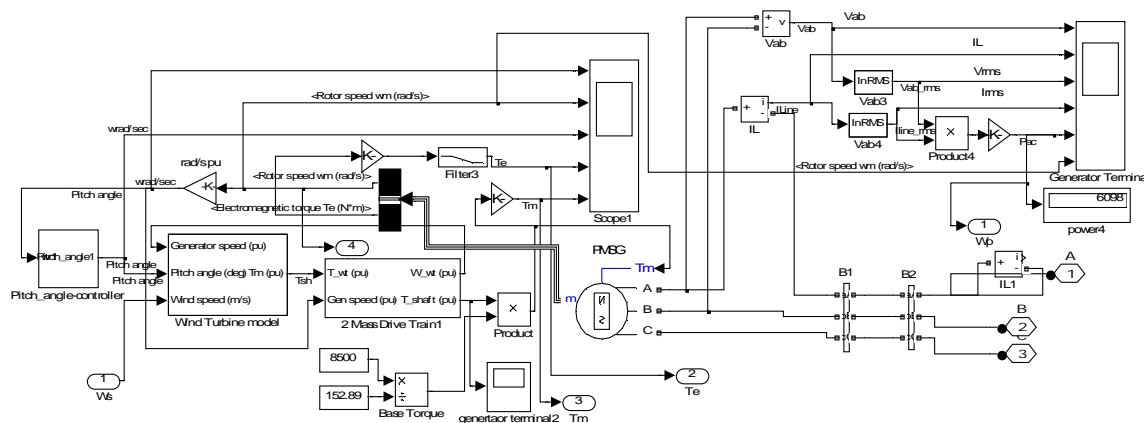 Vab
Vab
Vab
IL
Vrms
InRMS
Vab3
Vab_rms
Irms
ILine
IL
InRMS
Vab4
Iline_rms
Product4
K-
Pac
<Rotor speed wm (rad/s)>
Generator Termina
6098
power4
1
Wp
<Rotor speed wm (rad/s)>
wrad/sec
K-
Filter3
Te
Scope1
rad/s pu
wrad/sec
Pitch angle
-K-
<Rotor speed wm (rad/s)>
<Electromagnetic torque Te (N*m)>
K-
Tm
4
Pitch_angle-controller
Pitch angle
Pitch angle
Generator speed (pu)
Pitch angle (deg) Tm (pu)
Wind speed (m/s)
Wind Turbine model
Tsh
T_wt (pu)
W_wt (pu)
Gen speed (pu)
T_shaft (pu)
2 Mass Drive Train1
Product
PMSG
Tm
m
N
S
A
B
C
B1
B2
IL1
A
1
B
2
C
3
8500
152.89
Base Torque
genertaor terminal2
1
Ws
2
Te
3
Tm